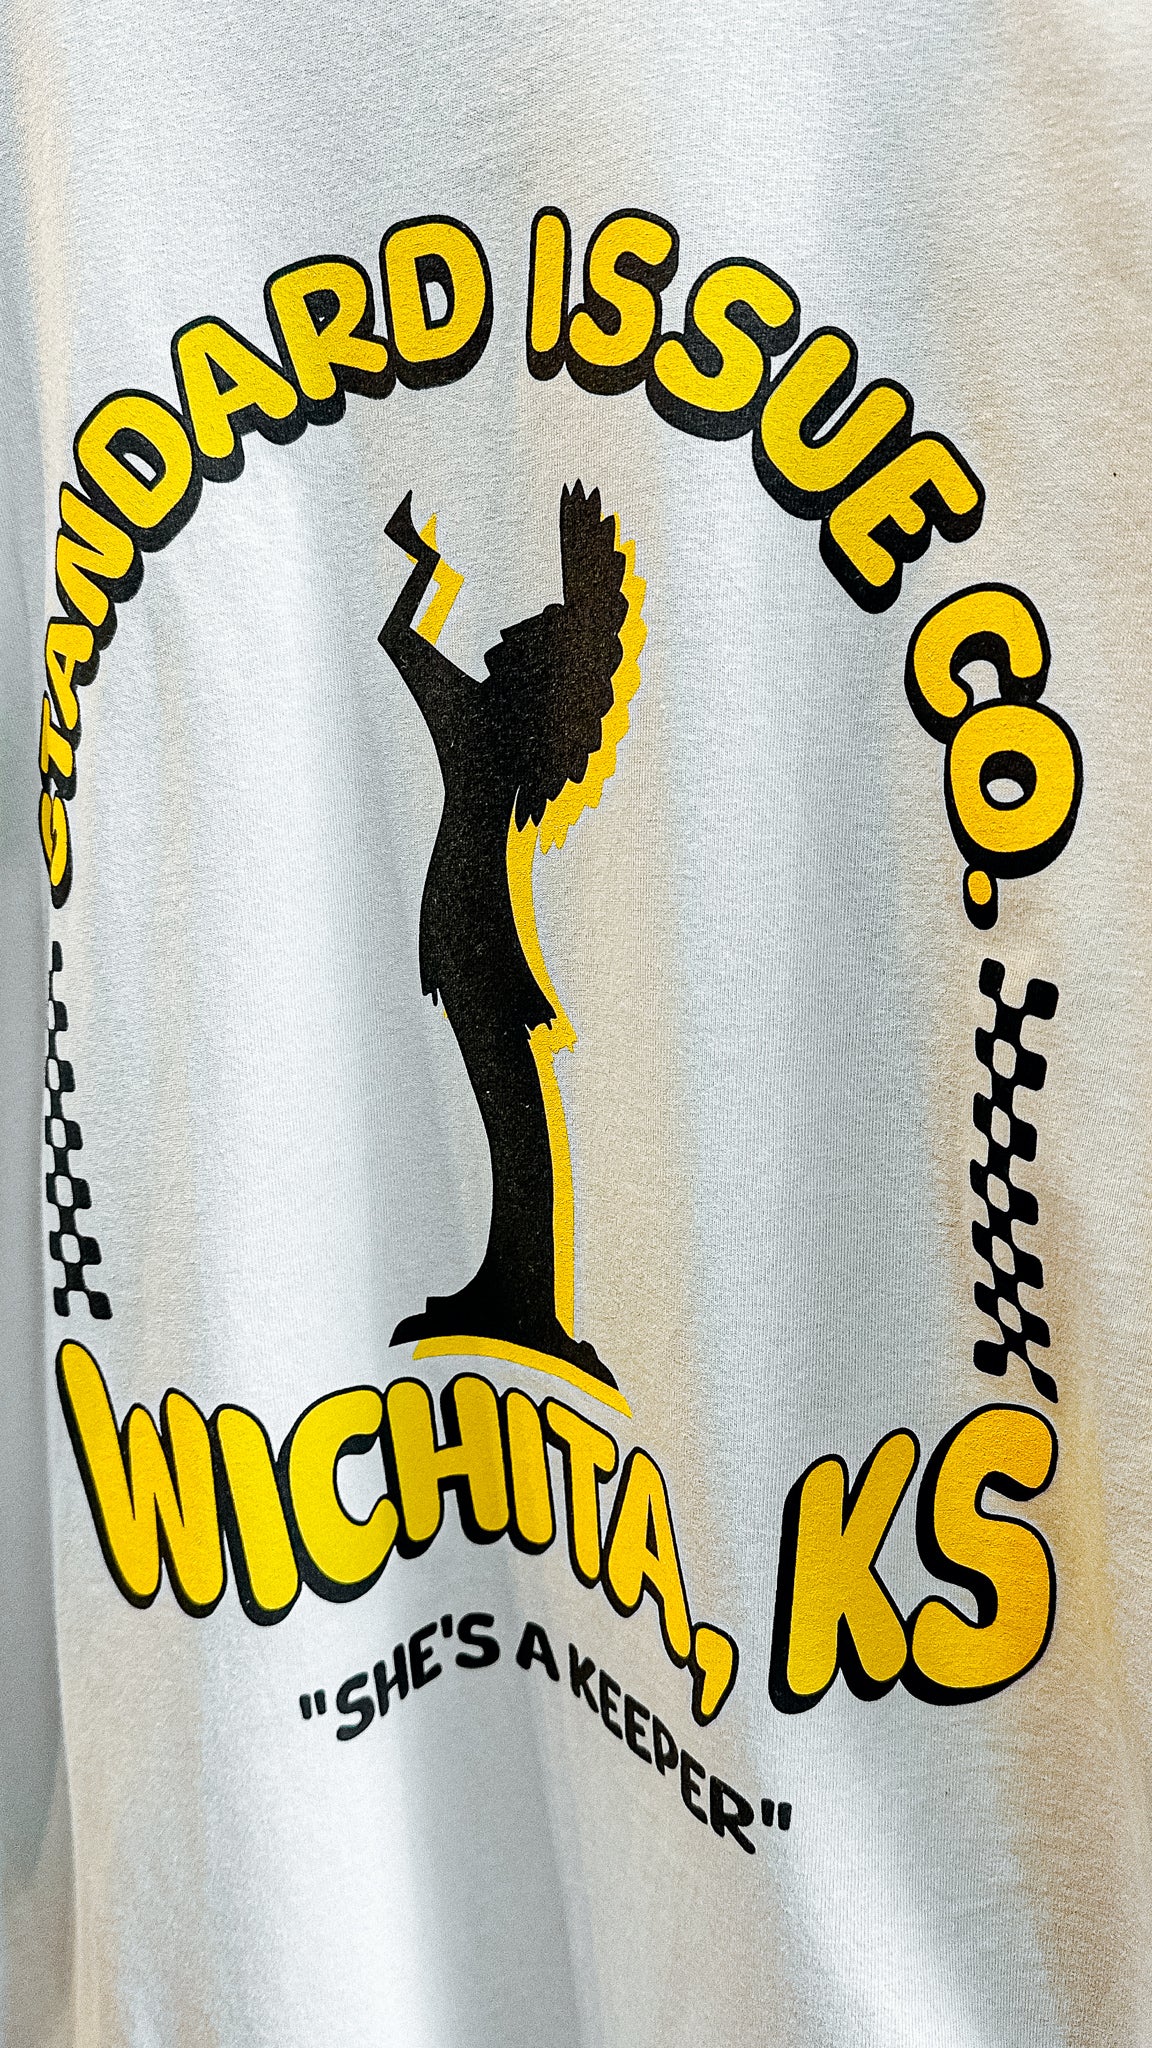 STANDARD ISSUE CO.
WICHITA, KS
"SHE'S A KEEPER"